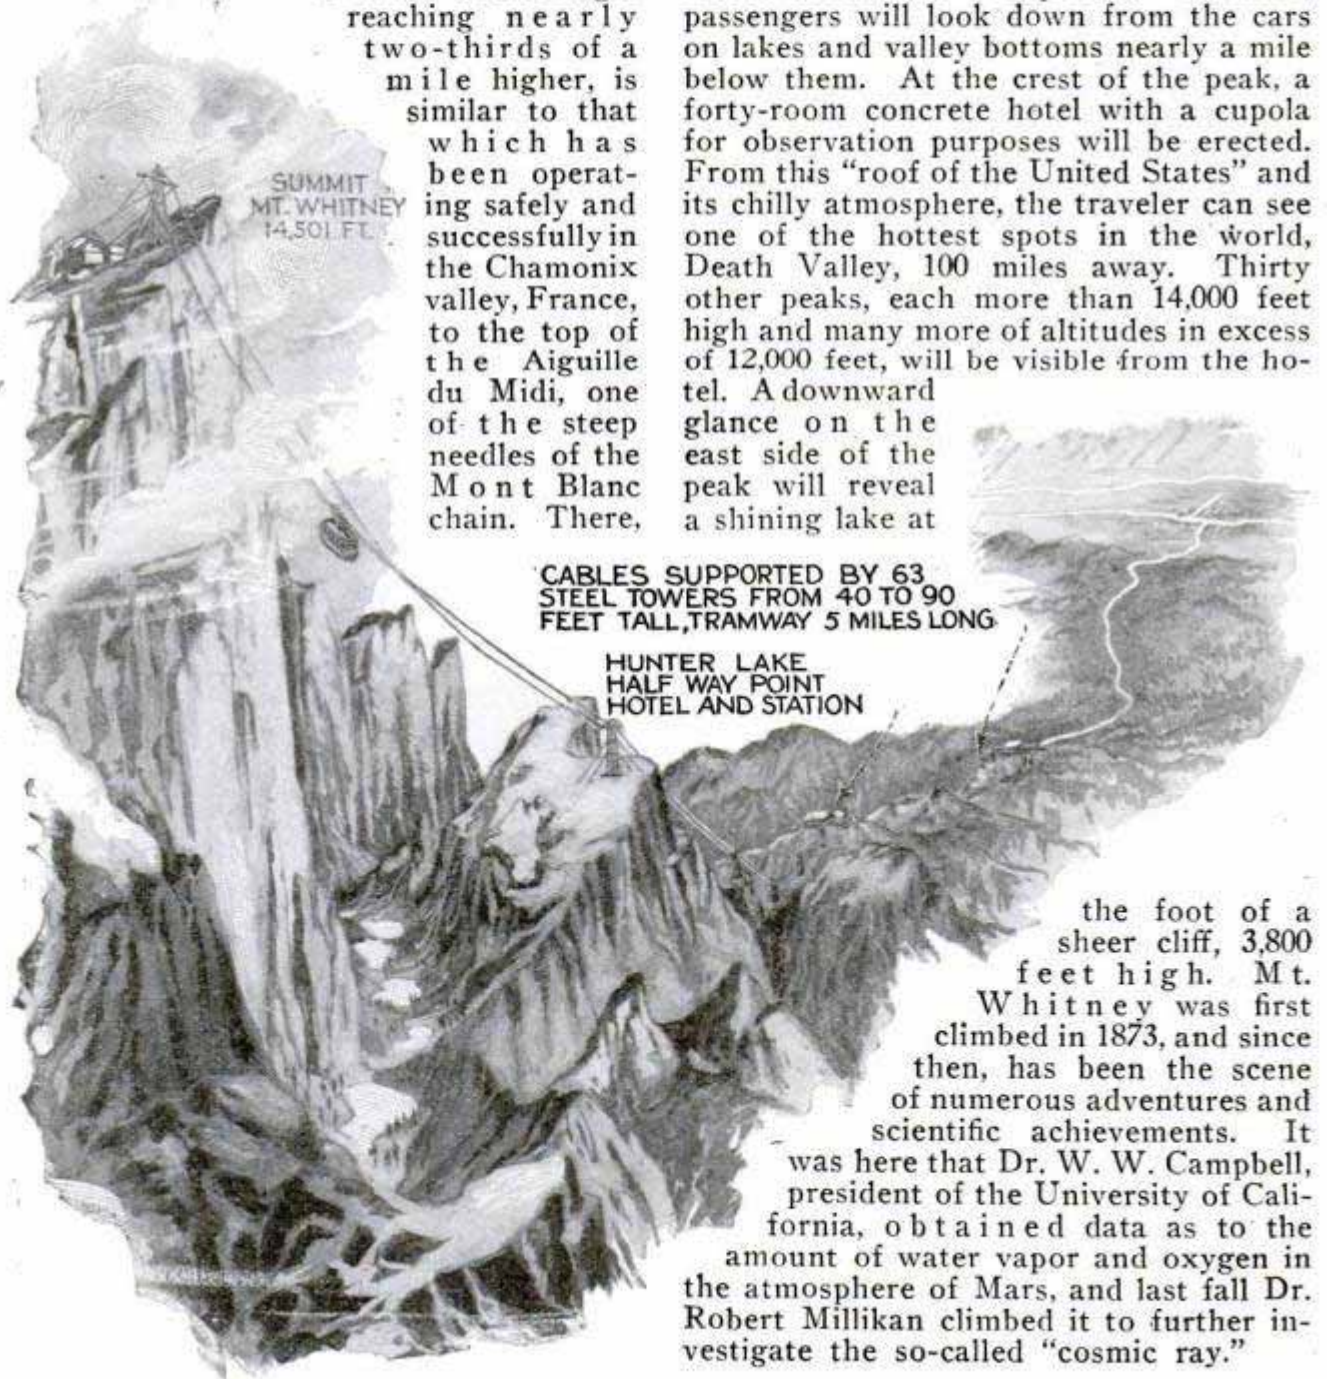 reaching nearly
two-thirds of a
mile higher, is
similar to that
which has
been operat-
ing safely and
successfully in
the Chamonix
valley, France,
to the top of
the Aiguille
du Midi, one
of the steep
needles of the
Mont Blanc
chain. There,
passengers will look down from the cars
on lakes and valley bottoms nearly a mile
below them. At the crest of the peak, a
forty-room concrete hotel with a cupola
for observation purposes will be erected.
From this “roof of the United States” and
its chilly atmosphere, the traveler can see
one of the hottest spots in the world,
Death Valley, 100 miles away. Thirty
other peaks, each more than 14,000 feet
high and many more of altitudes in excess
of 12,000 feet, will be visible from the ho-
tel. A downward
glance on the
east side of the
peak will reveal
a shining lake at
the foot of a
sheer cliff, 3,800
feet high. Mt.
Whitney was first
climbed in 1873, and since
then, has been the scene
of numerous adventures and
scientific achievements. It
was here that Dr. W. W. Campbell,
president of the University of Cali-
fornia, obtained data as to the
amount of water vapor and oxygen in
the atmosphere of Mars, and last fall Dr.
Robert Millikan climbed it to further in-
vestigate the so-called “cosmic ray.”
SUMMIT
MT. WHITNEY
14,501 FT.
CABLES SUPPORTED BY 63
STEEL TOWERS FROM 40 TO 90
FEET TALL, TRAMWAY 5 MILES LONG
HUNTER LAKE
HALF WAY POINT
HOTEL AND STATION